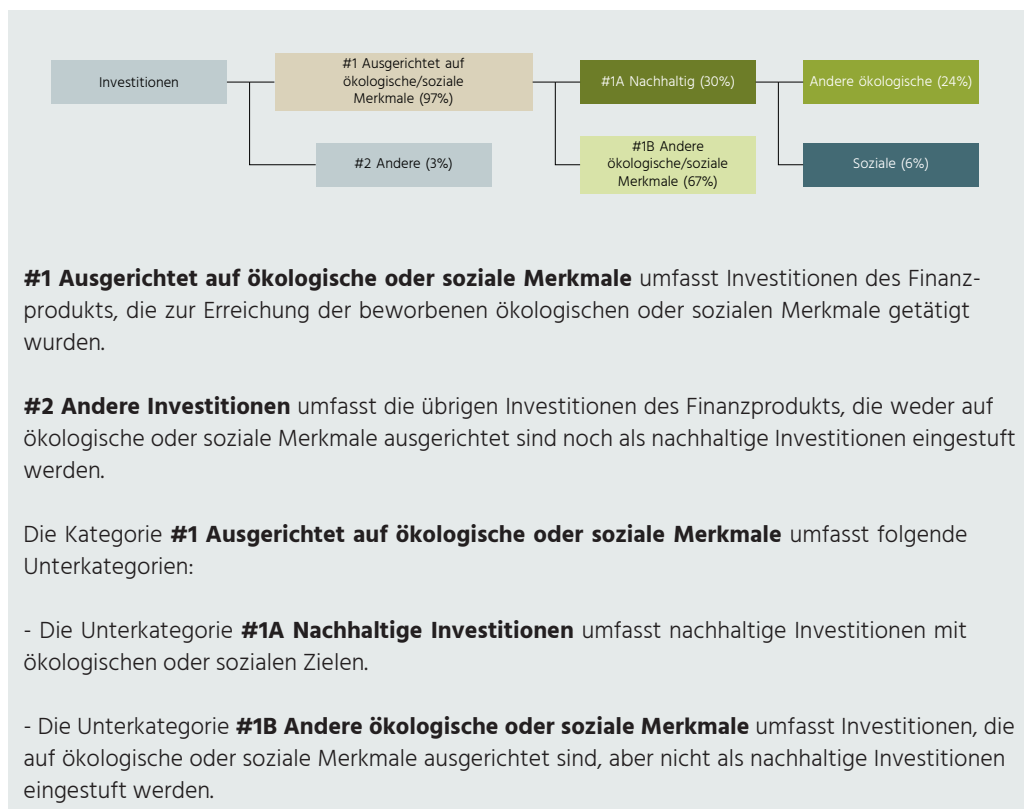 Investitionen
#1 Ausgerichtet auf
ökologische/soziale
Merkmale (97%)
#1A Nachhaltig (30%)
Andere ökologische (24%)
#2 Andere (3%)
#1B Andere
ökologische/soziale
Merkmale (67%)
Soziale (6%)
#1 Ausgerichtet auf ökologische oder soziale Merkmale umfasst Investitionen des Finanz-
produkts, die zur Erreichung der beworbenen ökologischen oder sozialen Merkmale getätigt
wurden.
#2 Andere Investitionen umfasst die übrigen Investitionen des Finanzprodukts, die weder auf
ökologische oder soziale Merkmale ausgerichtet sind noch als nachhaltige Investitionen eingestuft
werden.
Die Kategorie #1 Ausgerichtet auf ökologische oder soziale Merkmale umfasst folgende
Unterkategorien:
- Die Unterkategorie #1A Nachhaltige Investitionen umfasst nachhaltige Investitionen mit
ökologischen oder sozialen Zielen.
- Die Unterkategorie #1B Andere ökologische oder soziale Merkmale umfasst Investitionen, die
auf ökologische oder soziale Merkmale ausgerichtet sind, aber nicht als nachhaltige Investitionen
eingestuft werden.